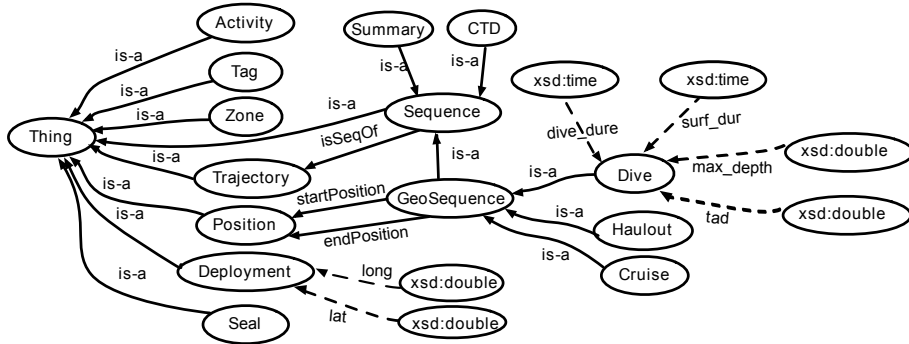 Activity
Summary
CTD
is-a
is-a
is-a
Tag
is-a
xsd:time
xsd:time
is-a
Zone
Sequence
Thing
isSeqOf
dive_dure
surf_dur
is-a
Trajectory
is-a
is-a
Dive
max_depth
xsd:double
startPosition
GeoSequence
is-a
Position
tad
xsd:double
is-a
endPosition
is-a
Haulout
Deployment
long
is-a
xsd:double
Cruise
is-a
lat
xsd:double
Seal